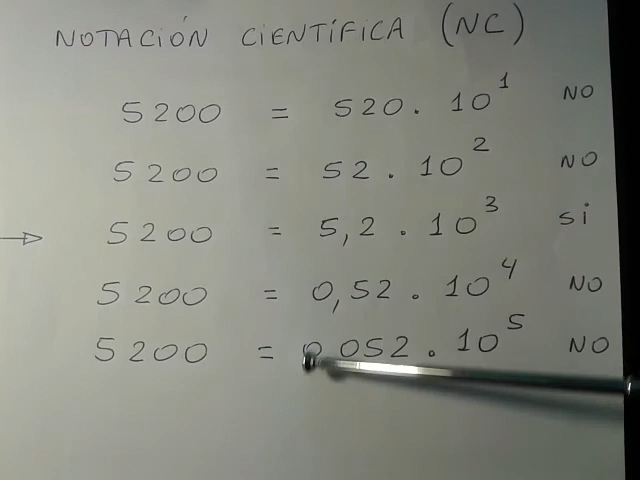 NOTACIÓN CIENTÍFICA (NC)
5200 = 520 . 10¹ NO
5200 = 52 . 10² NO
→ 5200 = 5,2 . 10³ si
5200 = 0,52 . 10⁴ NO
5200 = 0,052 . 10⁵ NO